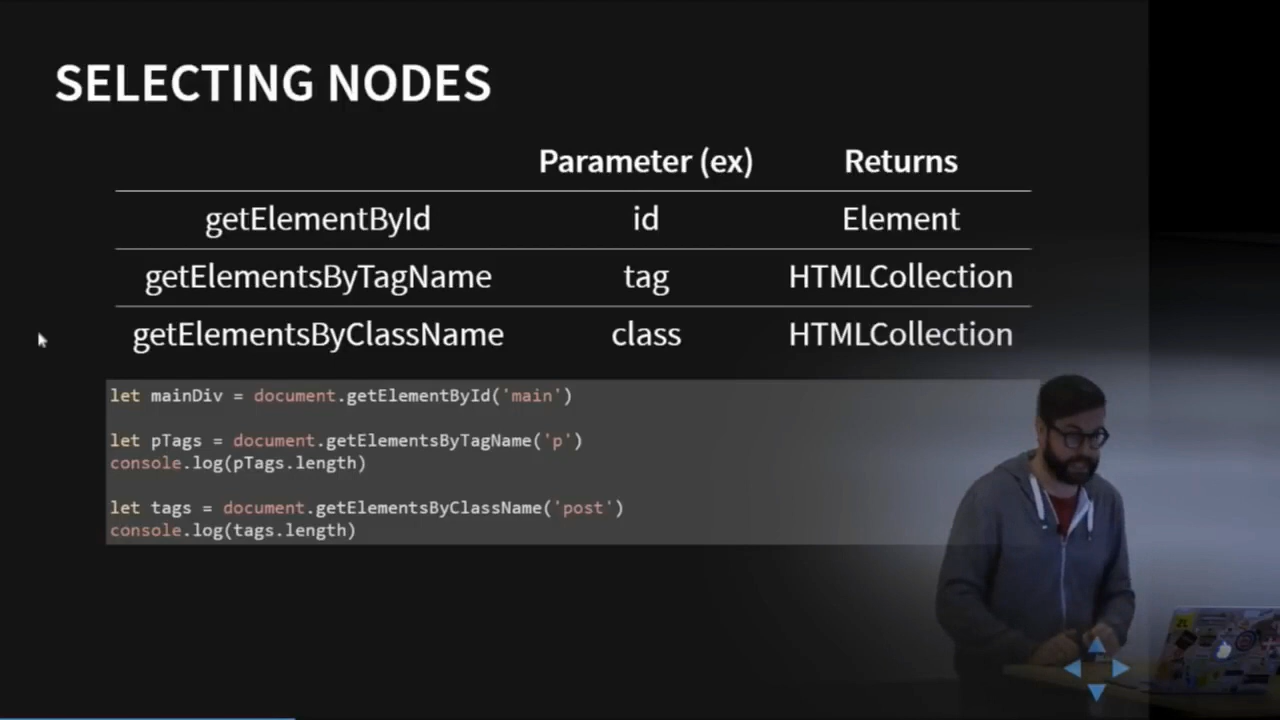 SELECTING NODES
Parameter (ex) Returns
getElementById id Element
getElementsByTagName tag HTMLCollection
getElementsByClassName class HTMLCollection
let mainDiv = document.getElementById('main')
let pTags = document.getElementsByTagName('p')
console.log(pTags.length)
let tags = document.getElementsByClassName('post')
console.log(tags.length)